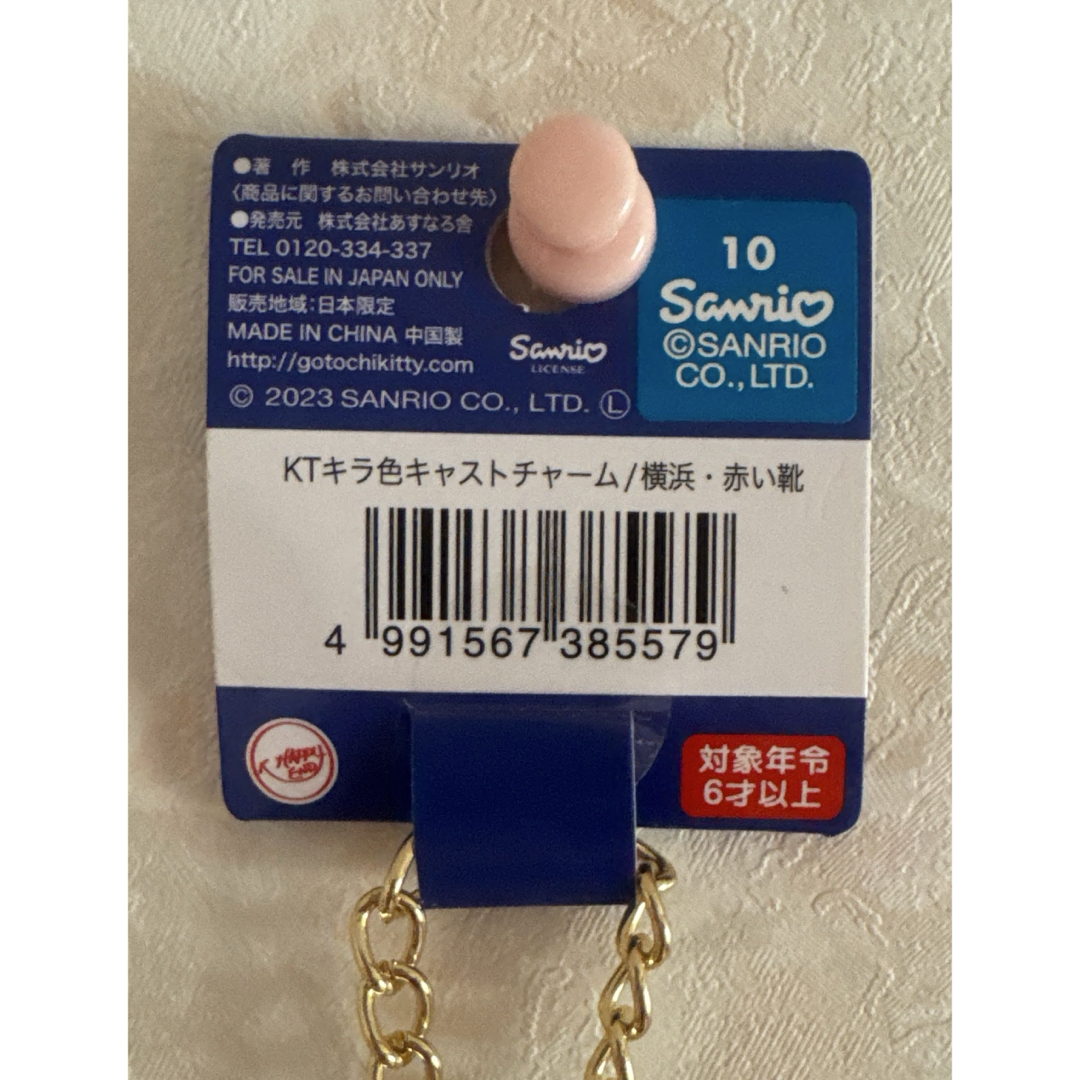 ●著　作　株式会社サンリオ
〈商品に関するお問い合わせ先〉
●発売元　株式会社あすなる舎
TEL 0120-334-337
FOR SALE IN JAPAN ONLY
販売地域:日本限定
MADE IN CHINA 中国製
http://gotochikitty.com
© 2023 SANRIO CO., LTD. Ⓛ
Sanrio
LICENSE
10
Sanrio
©SANRIO
CO.,LTD.
KTキラ色キャストチャーム/横浜・赤い靴
4 991567 385579
HAPPY
END
対象年令
6才以上